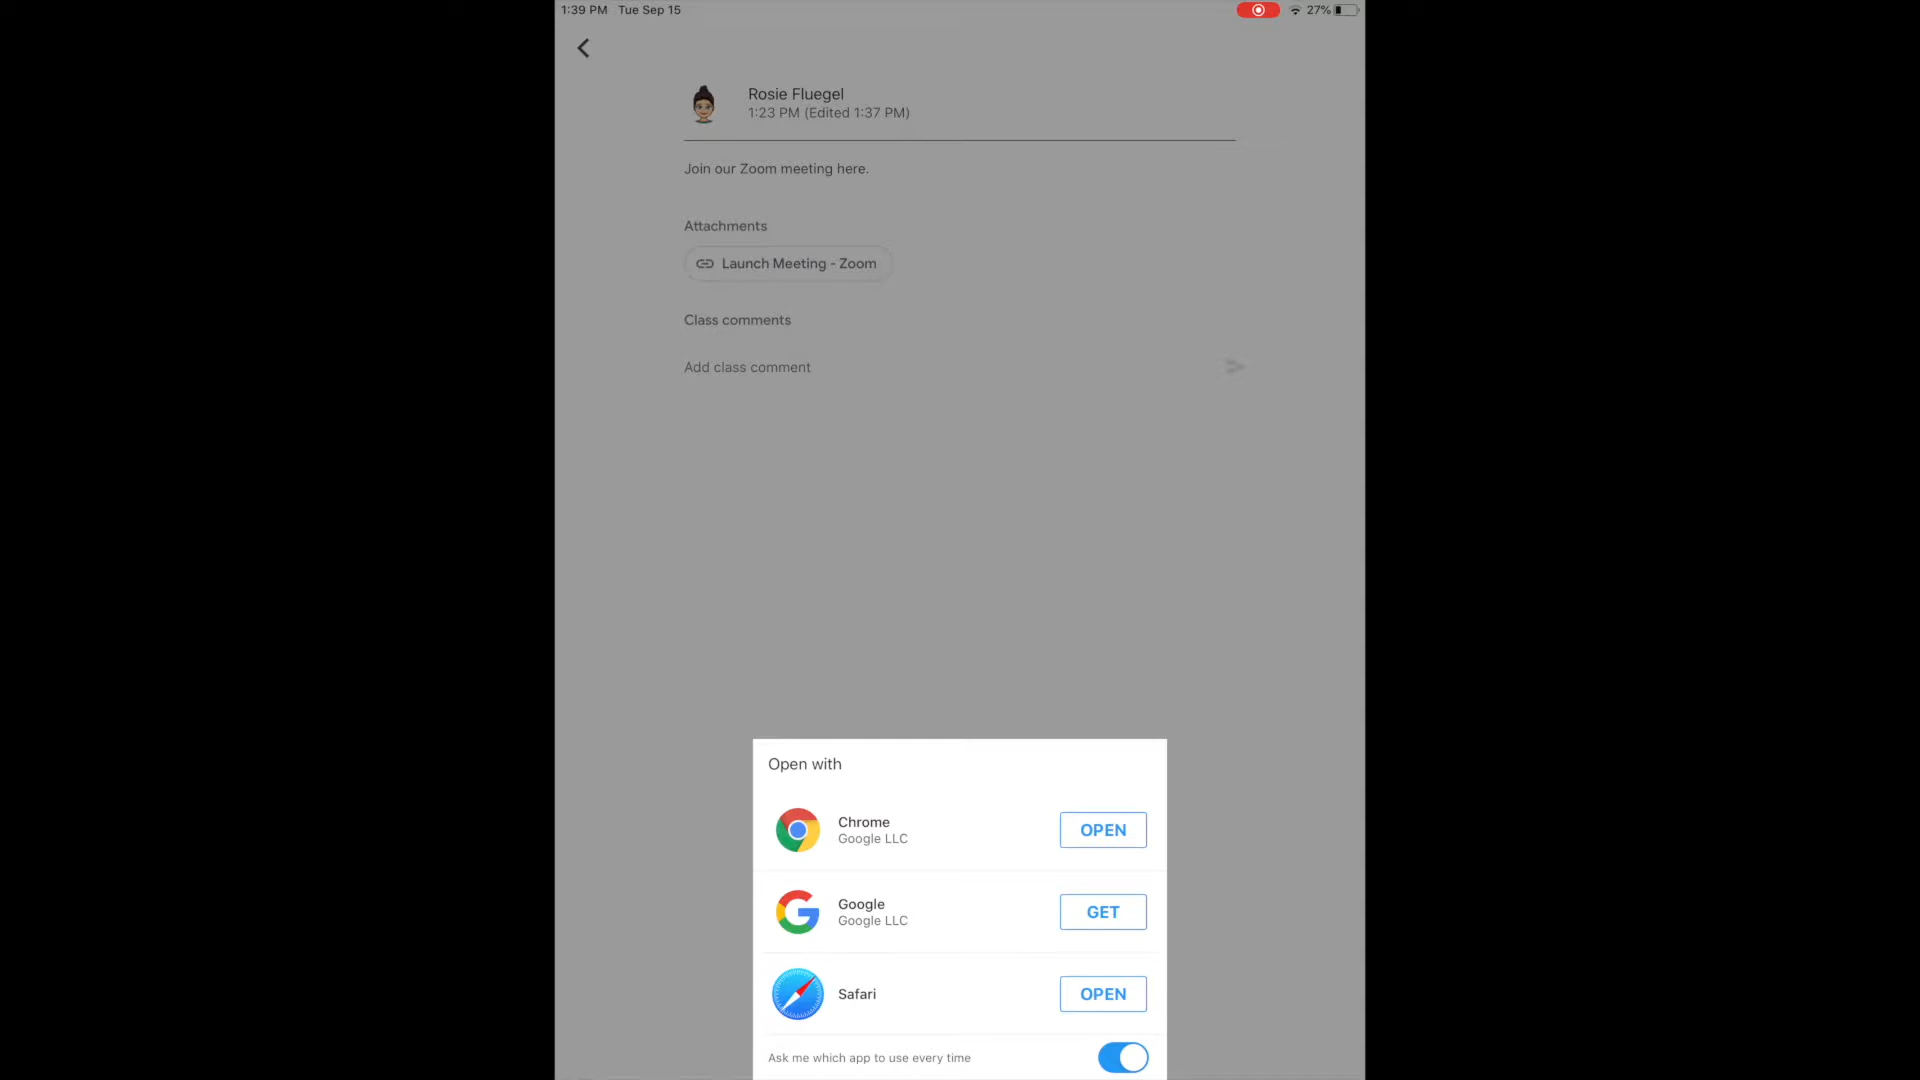 1:39 PM Tue Sep 15
27%
Rosie Fluegel
1:23 PM (Edited 1:37 PM)
Join our Zoom meeting here.
Attachments
Launch Meeting - Zoom
Class comments
Add class comment
Open with
Chrome
Google LLC
OPEN
Google
Google LLC
GET
Safari
OPEN
Ask me which app to use every time